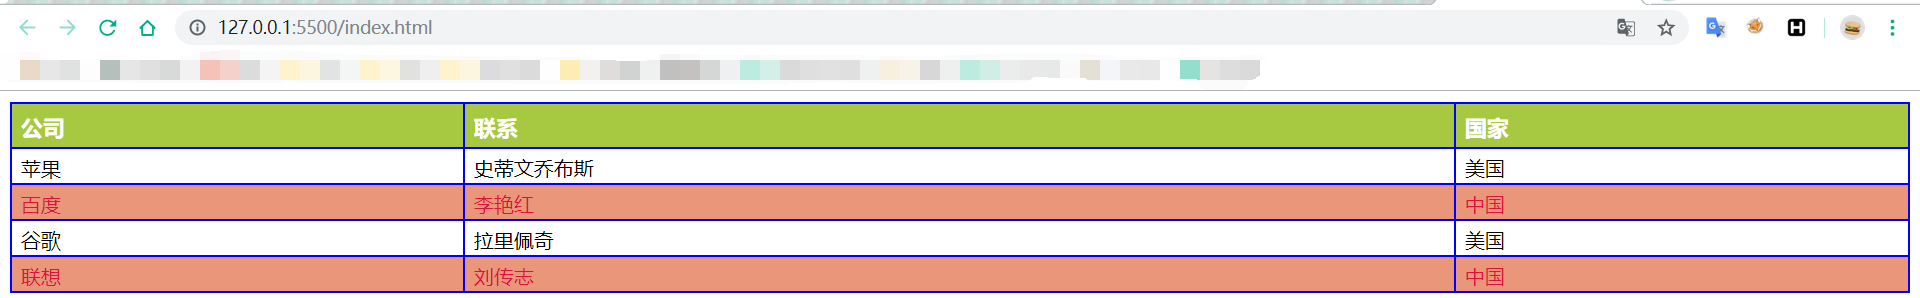 127.0.0.1:5500/index.html
公司 联系 国家
苹果 史蒂文乔布斯 美国
百度 李艳红 中国
谷歌 拉里佩奇 美国
联想 刘传志 中国